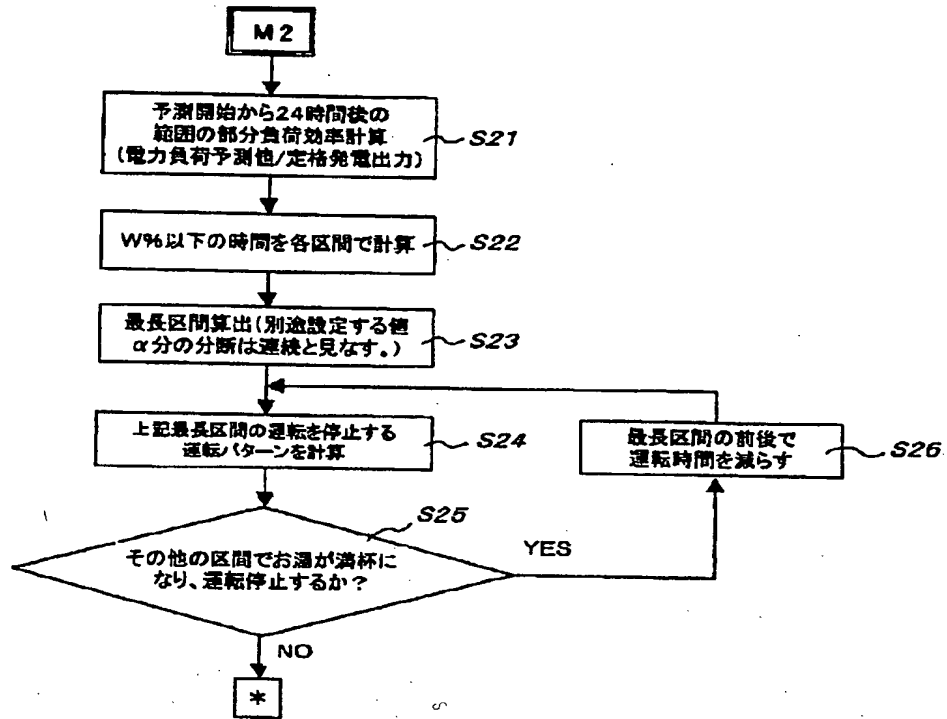 M2
予測開始から24時間後の
範囲の部分負荷効率計算
(電力負荷予測他/定格発電出力)
S21
W%以下の時間を各区間で計算
S22
最長区間算出(別途設定する値
α分の分断は連続と見なす。)
S23
上記最長区間の運転を停止する
運転パターンを計算
S24
最長区間の前後で
運転時間を減らす
S26
S25
その他の区間でお湯が満杯に
なり、運転停止するか?
YES
NO
*